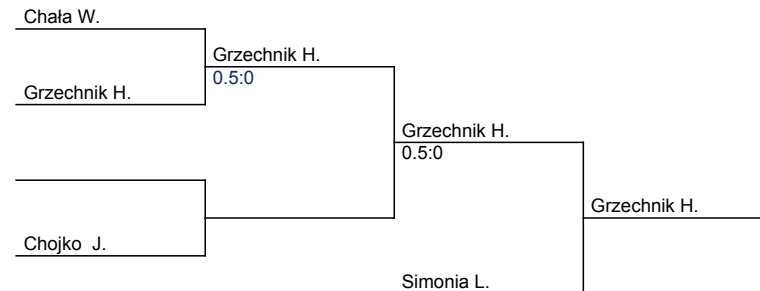 Chała W.
Grzechnik H.
0.5:0
Grzechnik H.
Grzechnik H.
0.5:0
Grzechnik H.
Chojko J.
Simonia L.